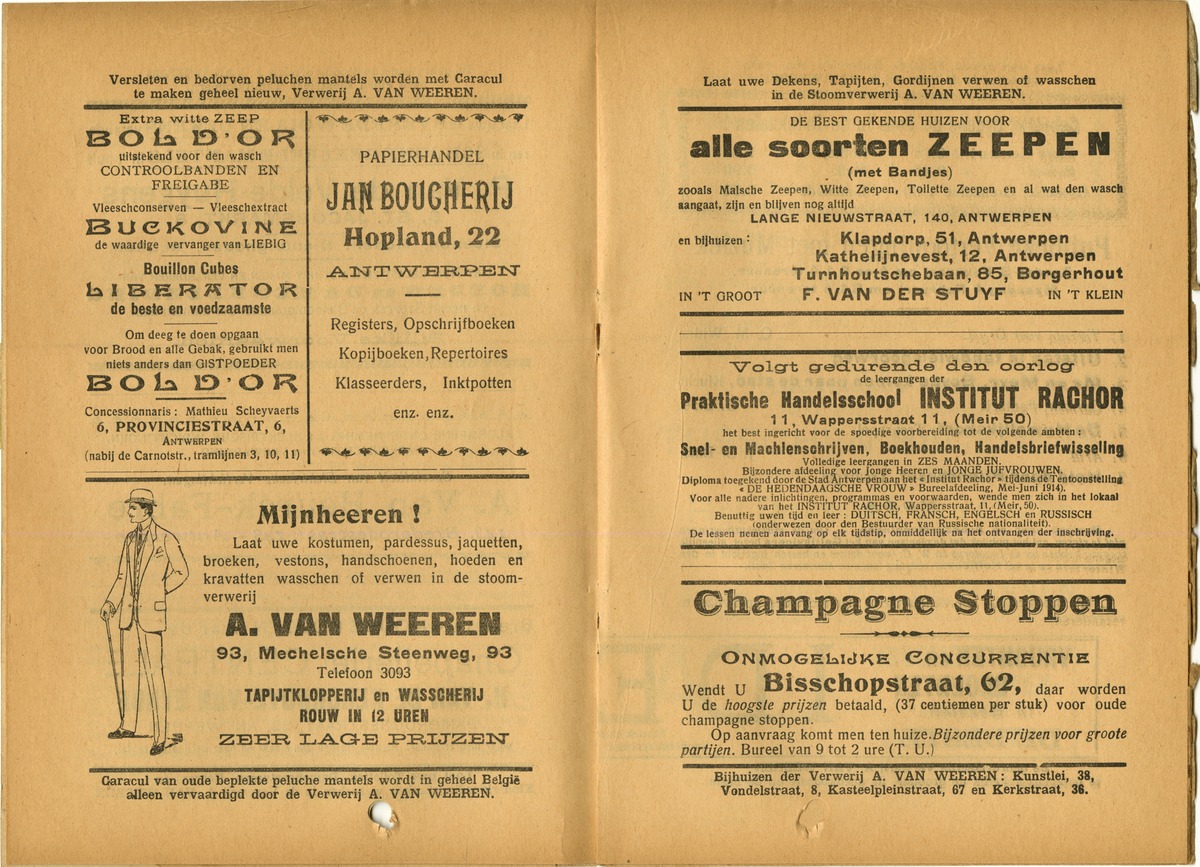 Versleten en bedorven peluchen mantels worden met Caracul
te maken geheel nieuw, Verwerij A. VAN WEEREN.
Extra witte ZEEP
BOL D'OR
uitstekend voor den wasch
CONTROOLBANDEN EN
FREIGABE
Vleeschconserven — Vleeschextract
BUCKOVINE
de waardige vervanger van LIEBIG
Bouillon Cubes
LIBERATOR
de beste en voedzaamste
Om deeg te doen opgaan
voor Brood en alle Gebak, gebruikt men
niets anders dan GISTPOEDER
BOL D'OR
Concessionnaris : Mathieu Scheyvaerts
6, PROVINCIESTRAAT, 6,
ANTWERPEN
(nabij de Carnotstr., tramlijnen 3, 10, 11)
PAPIERHANDEL
JAN BOUCHERIJ
Hopland, 22
ANTWERPEN
Registers, Opschrijfboeken
Kopijboeken, Repertoires
Klasseerders, Inktpotten
enz. enz.
Mijnheeren !
Laat uwe kostumen, pardessus, jaquetten,
broeken, vestons, handschoenen, hoeden en
kravatten wasschen of verwen in de stoom-
verwerij
A. VAN WEEREN
93, Mechelsche Steenweg, 93
Telefoon 3093
TAPIJTKLOPPERIJ en WASSCHERIJ
ROUW IN 12 UREN
ZEER LAGE PRIJZEN
Caracul van oude beplekte peluche mantels wordt in geheel België
alleen vervaardigd door de Verwerij A. VAN WEEREN.
Laat uwe Dekens, Tapijten, Gordijnen verwen of wasschen
in de Stoomverwerij A. VAN WEEREN.
DE BEST GEKENDE HUIZEN VOOR
alle soorten ZEEPEN
(met Bandjes)
zooals Malsche Zeepen, Witte Zeepen, Toilette Zeepen en al wat den wasch
aangaat, zijn en blijven nog altijd
LANGE NIEUWSTRAAT, 140, ANTWERPEN
en bijhuizen : Klapdorp, 51, Antwerpen
Kathelijnevest, 12, Antwerpen
Turnhoutschebaan, 85, Borgerhout
IN 'T GROOT F. VAN DER STUYF IN 'T KLEIN
Volgt gedurende den oorlog
de leergangen der
Praktische Handelsschool INSTITUT RACHOR
11, Wappersstraat 11, (Meir 50)
het best ingericht voor de spoedige voorbereiding tot de volgende ambten :
Snel- en Machienschrijven, Boekhouden, Handelsbriefwisseling
Volledige leergangen in ZES MAANDEN.
Bijzondere afdeeling voor Jonge Heeren en JONGE JUFVROUWEN.
Diploma toegekend door de Stad Antwerpen aan het « Institut Rachor » tijdens de Tentoonstelling
« DE HEDENDAAGSCHE VROUW » Bureelafdeeling, Mei-Juni 1914).
Voor alle nadere inlichtingen, programmas en voorwaarden, wende men zich in het lokaal
van het INSTITUT RACHOR, Wappersstraat, 11, (Meir, 50).
Benuttig uwen tijd en leer : DUITSCH, FRANSCH, ENGELSCH en RUSSISCH
(onderwezen door den Bestuurder van Russische nationaliteit).
De lessen nemen aanvang op elk tijdstip, onmiddellijk na het ontvangen der inschrijving.
Champagne Stoppen
ONMOGELIJKE CONCURRENTIE
Wendt U Bisschopstraat, 62, daar worden
U de hoogste prijzen betaald, (37 centiemen per stuk) voor oude
champagne stoppen.
Op aanvraag komt men ten huize. Bijzondere prijzen voor groote
partijen. Bureel van 9 tot 2 ure (T. U.)
Bijhuizen der Verwerij A. VAN WEEREN : Kunstlei, 38,
Vondelstraat, 8, Kasteelpleinstraat, 67 en Kerkstraat, 36.